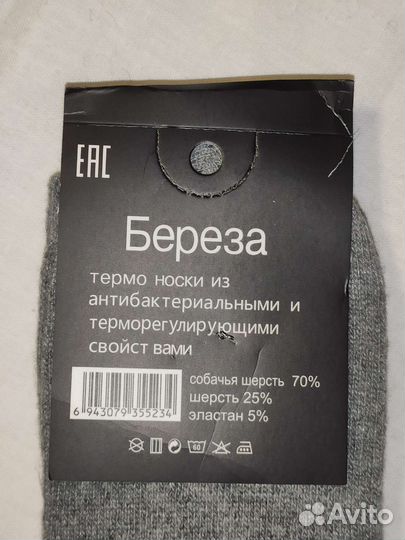 EAC
Береза
термо носки из
антибактериальными и
терморегулирующими
свойст вами
собачья шерсть 70%
шерсть 25%
эластан 5%
6 943079 355234
60
Avito